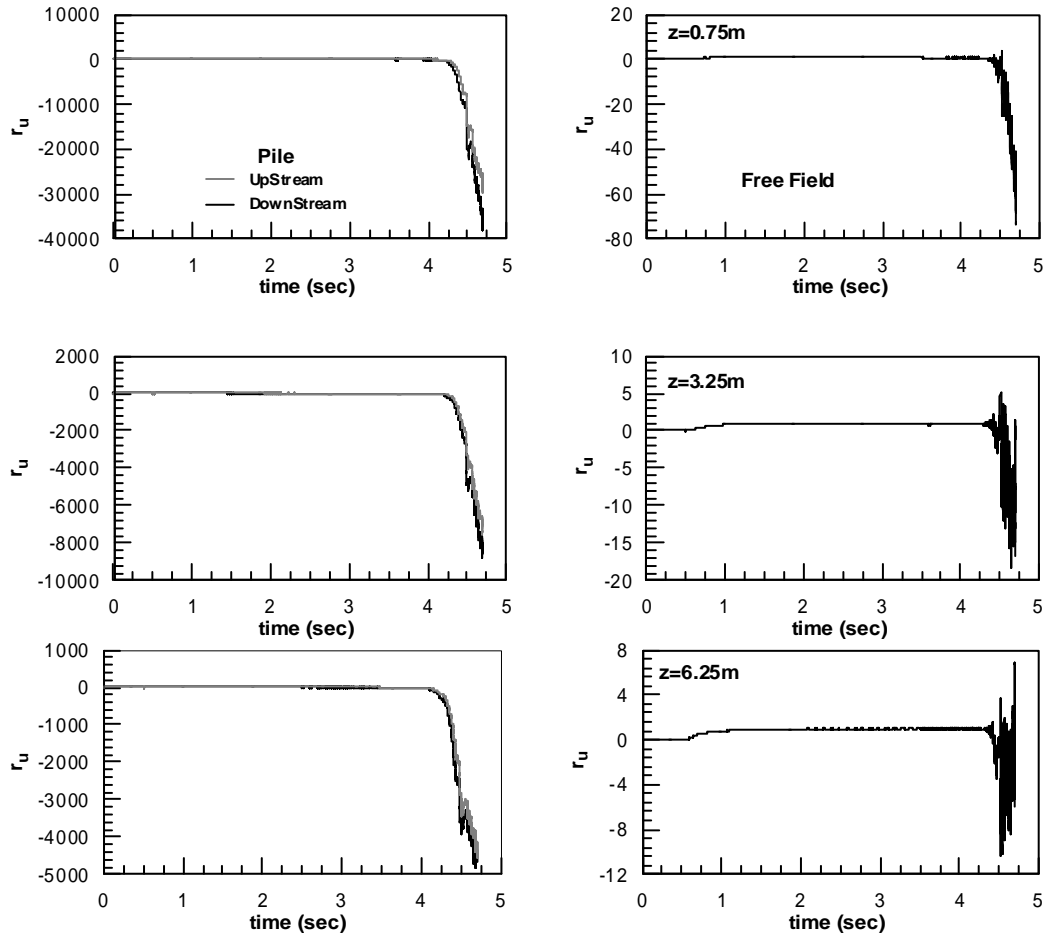 10000
0
-10000
-20000
-30000
-40000
r_u
Pile
UpStream
DownStream
0 1 2 3 4 5
time (sec)
20
0
-20
-40
-60
-80
r_u
z=0.75m
Free Field
0 1 2 3 4 5
time (sec)
2000
0
-2000
-4000
-6000
-8000
-10000
r_u
0 1 2 3 4 5
time (sec)
10
5
0
-5
-10
-15
-20
r_u
z=3.25m
0 1 2 3 4 5
time (sec)
1000
0
-1000
-2000
-3000
-4000
-5000
r_u
0 1 2 3 4 5
time (sec)
8
4
0
-4
-8
-12
r_u
z=6.25m
0 1 2 3 4 5
time (sec)